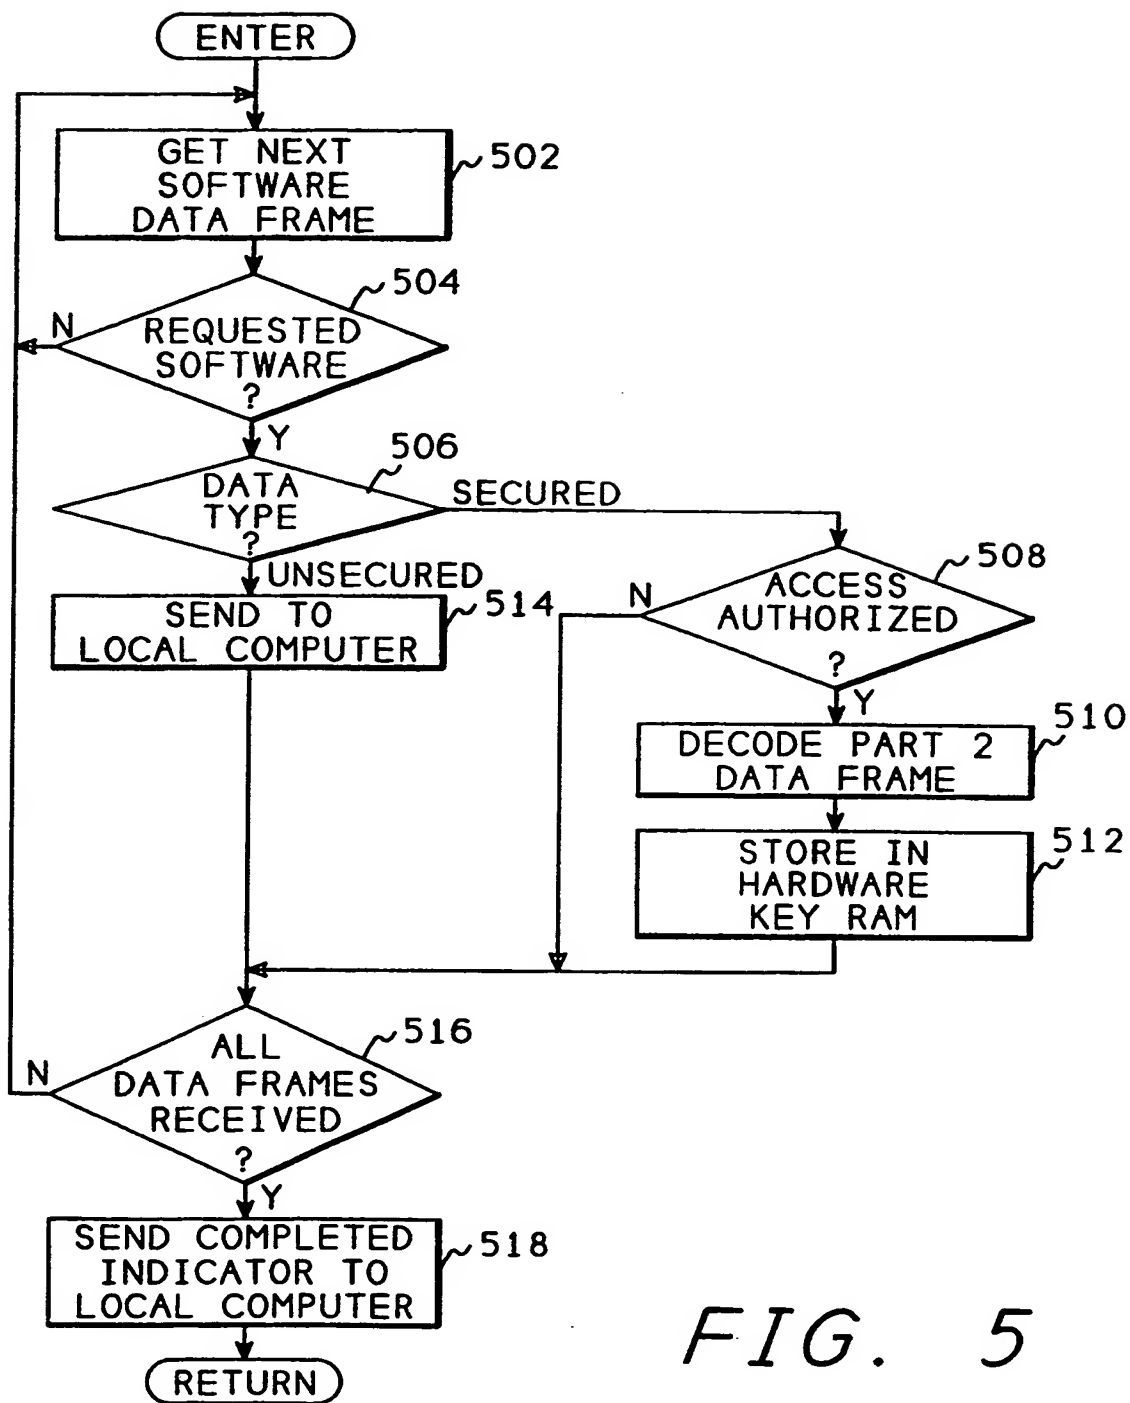 ENTER
GET NEXT
SOFTWARE
DATA FRAME
502
504
N
REQUESTED
SOFTWARE
?
Y
506
DATA
TYPE
?
SECURED
UNSECURED
508
N
ACCESS
AUTHORIZED
?
Y
SEND TO
LOCAL COMPUTER
514
DECODE PART 2
DATA FRAME
510
STORE IN
HARDWARE
KEY RAM
512
516
N
ALL
DATA FRAMES
RECEIVED
?
Y
SEND COMPLETED
INDICATOR TO
LOCAL COMPUTER
518
RETURN
FIG. 5